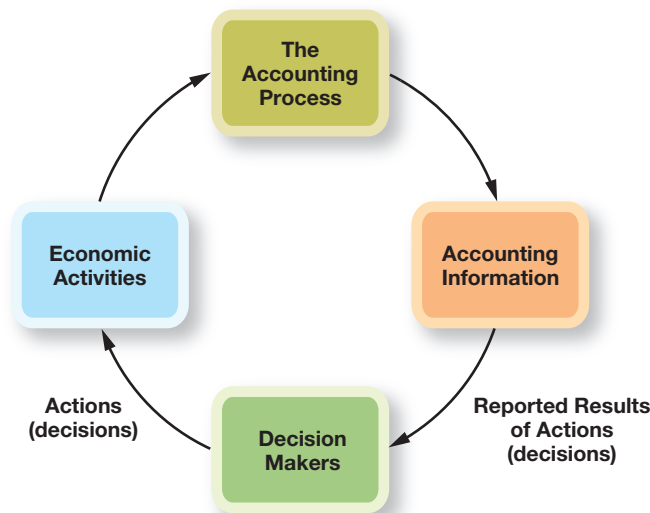 The
Accounting
Process
Economic
Activities
Accounting
Information
Actions
(decisions)
Reported Results
of Actions
(decisions)
Decision
Makers